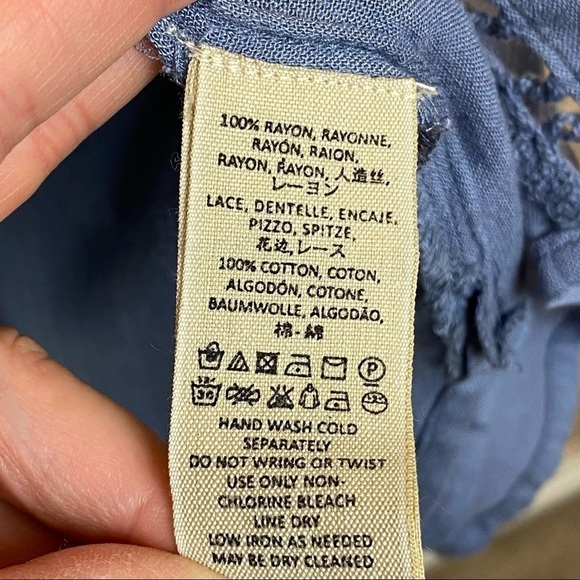 100% RAYON, RAYONNE,
RAYÓN, RAION,
RAYON, RAYON, 人造丝,
レーヨン
LACE, DENTELLE, ENCAJE,
PIZZO, SPITZE,
花边,レース
100% COTTON, COTON,
ALGODÓN, COTONE,
BAUMWOLLE, ALGODÃO,
棉-綿
P
30
HAND WASH COLD
SEPARATELY
DO NOT WRING OR TWIST
USE ONLY NON-
CHLORINE BLEACH
LINE DRY
LOW IRON AS NEEDED
MAY BE DRY CLEANED